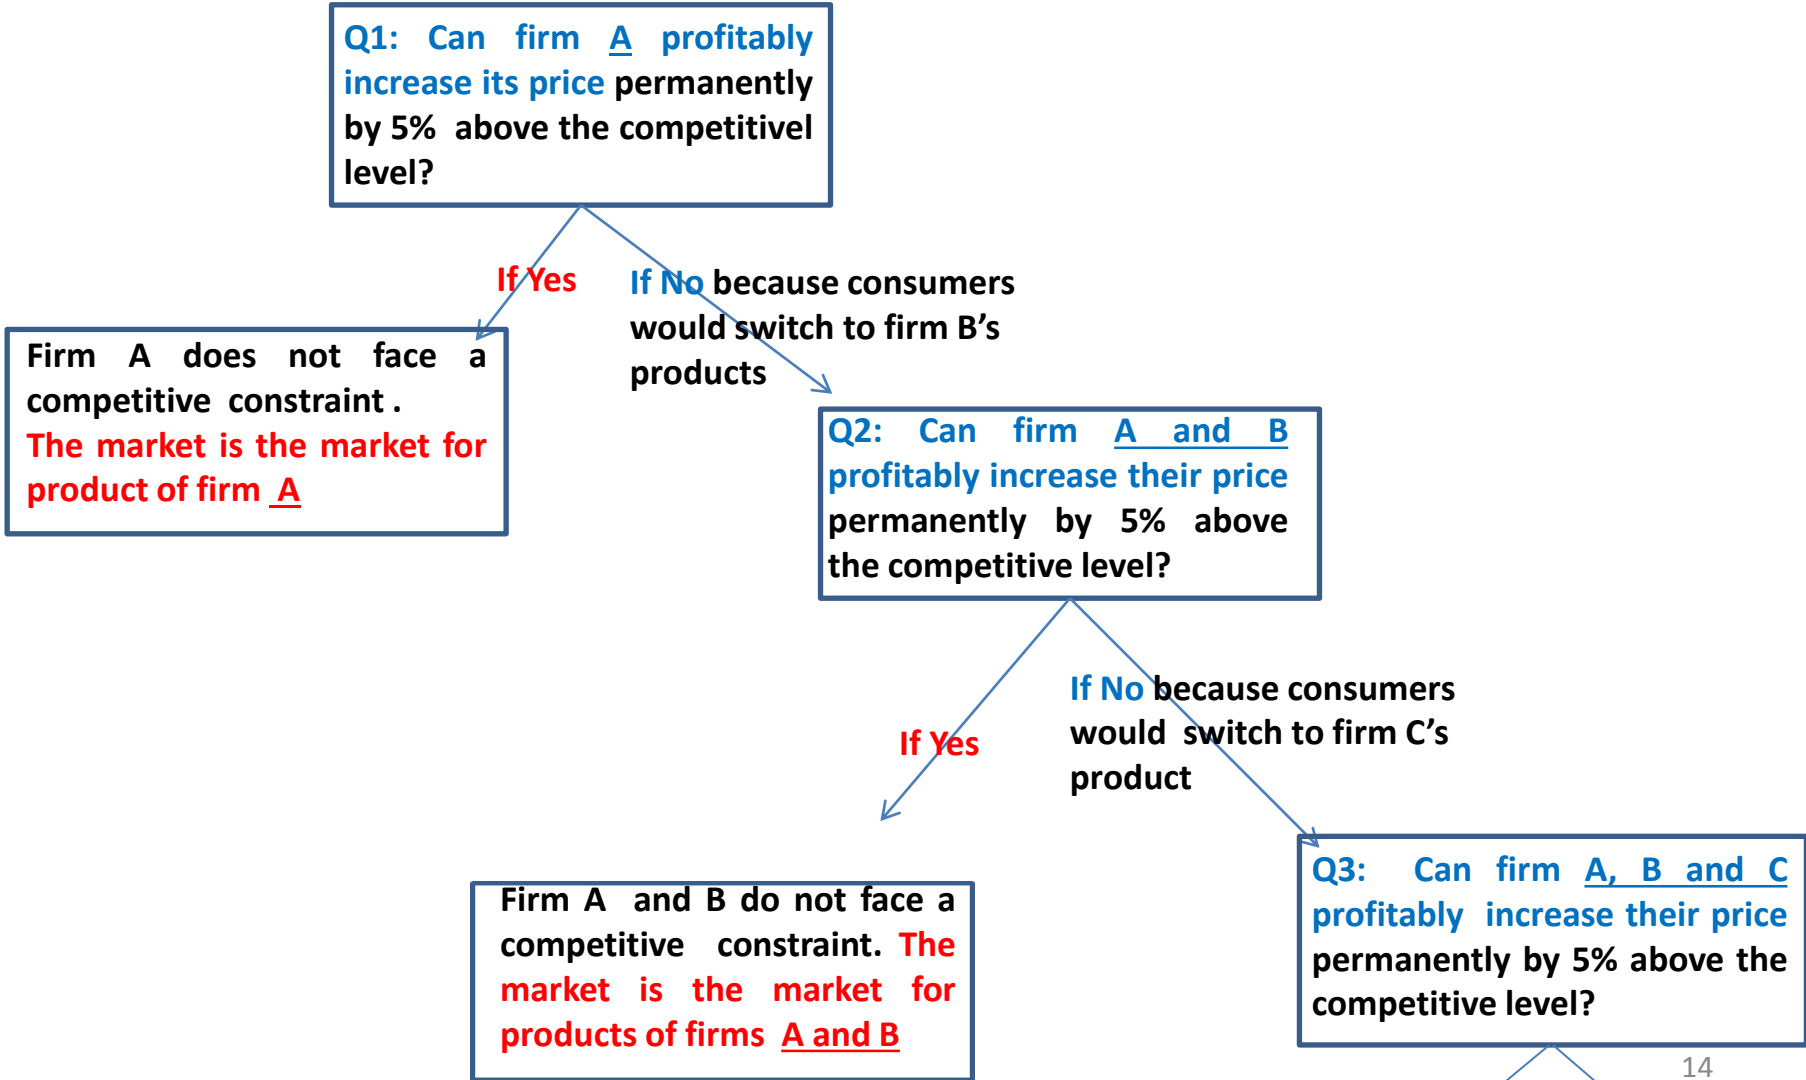 Q1: Can firm A profitably
increase its price permanently
by 5% above the competitivel
level?
If Yes
If No because consumers
would switch to firm B's
products
Firm A does not face a
competitive constraint .
The market is the market for
product of firm A
Q2: Can firm A and B
profitably increase their price
permanently by 5% above
the competitive level?
If Yes
If No because consumers
would switch to firm C's
product
Firm A and B do not face a
competitive constraint. The
market is the market for
products of firms A and B
Q3: Can firm A, B and C
profitably increase their price
permanently by 5% above the
competitive level?
14